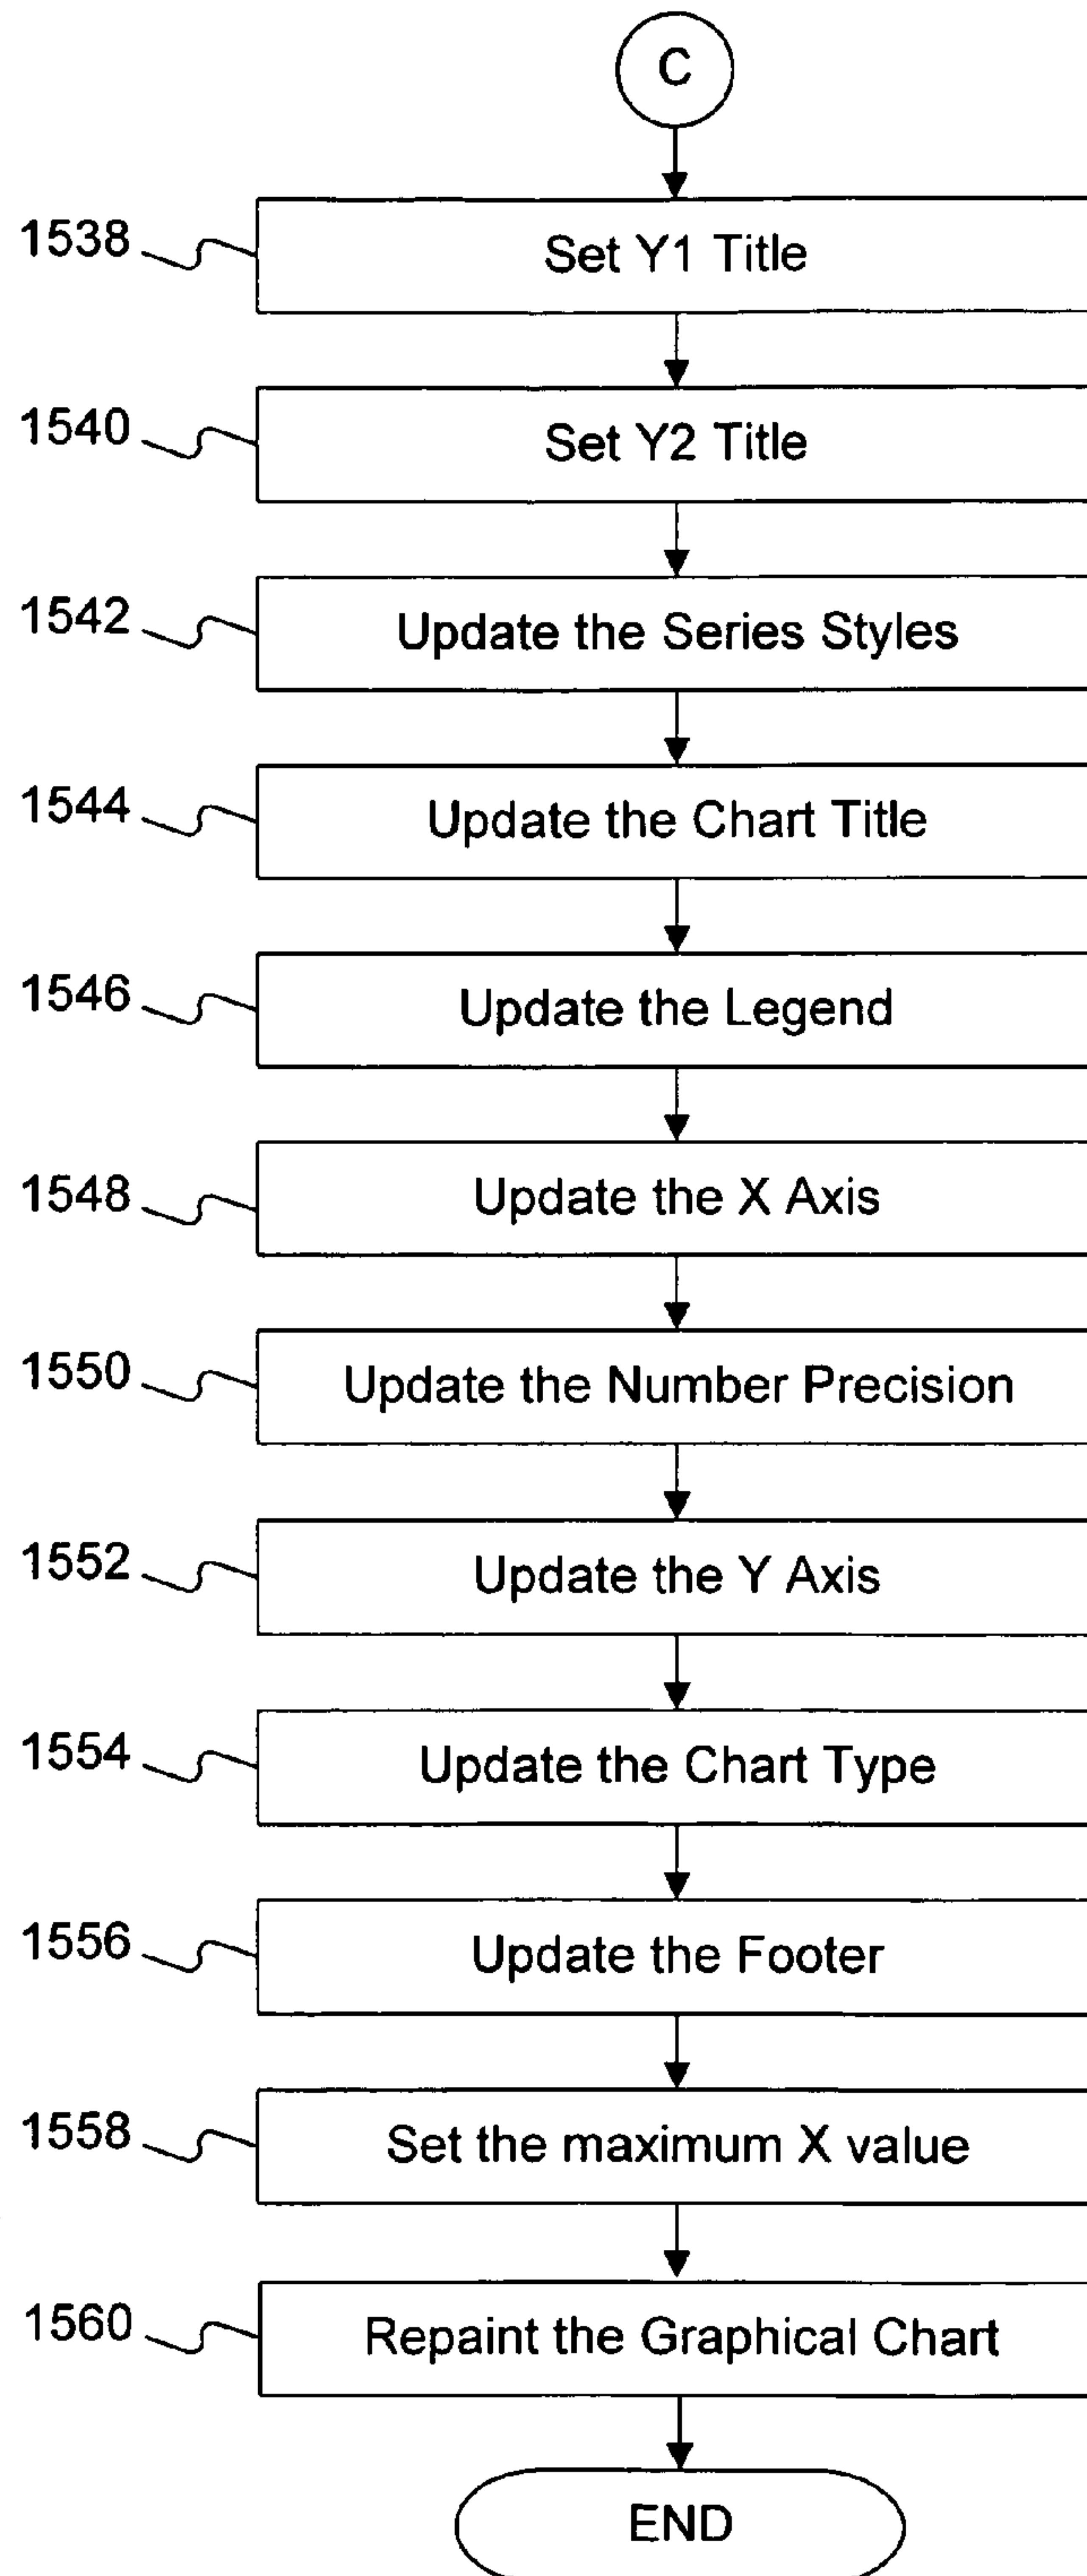 C
1538 Set Y1 Title
1540 Set Y2 Title
1542 Update the Series Styles
1544 Update the Chart Title
1546 Update the Legend
1548 Update the X Axis
1550 Update the Number Precision
1552 Update the Y Axis
1554 Update the Chart Type
1556 Update the Footer
1558 Set the maximum X value
1560 Repaint the Graphical Chart
END